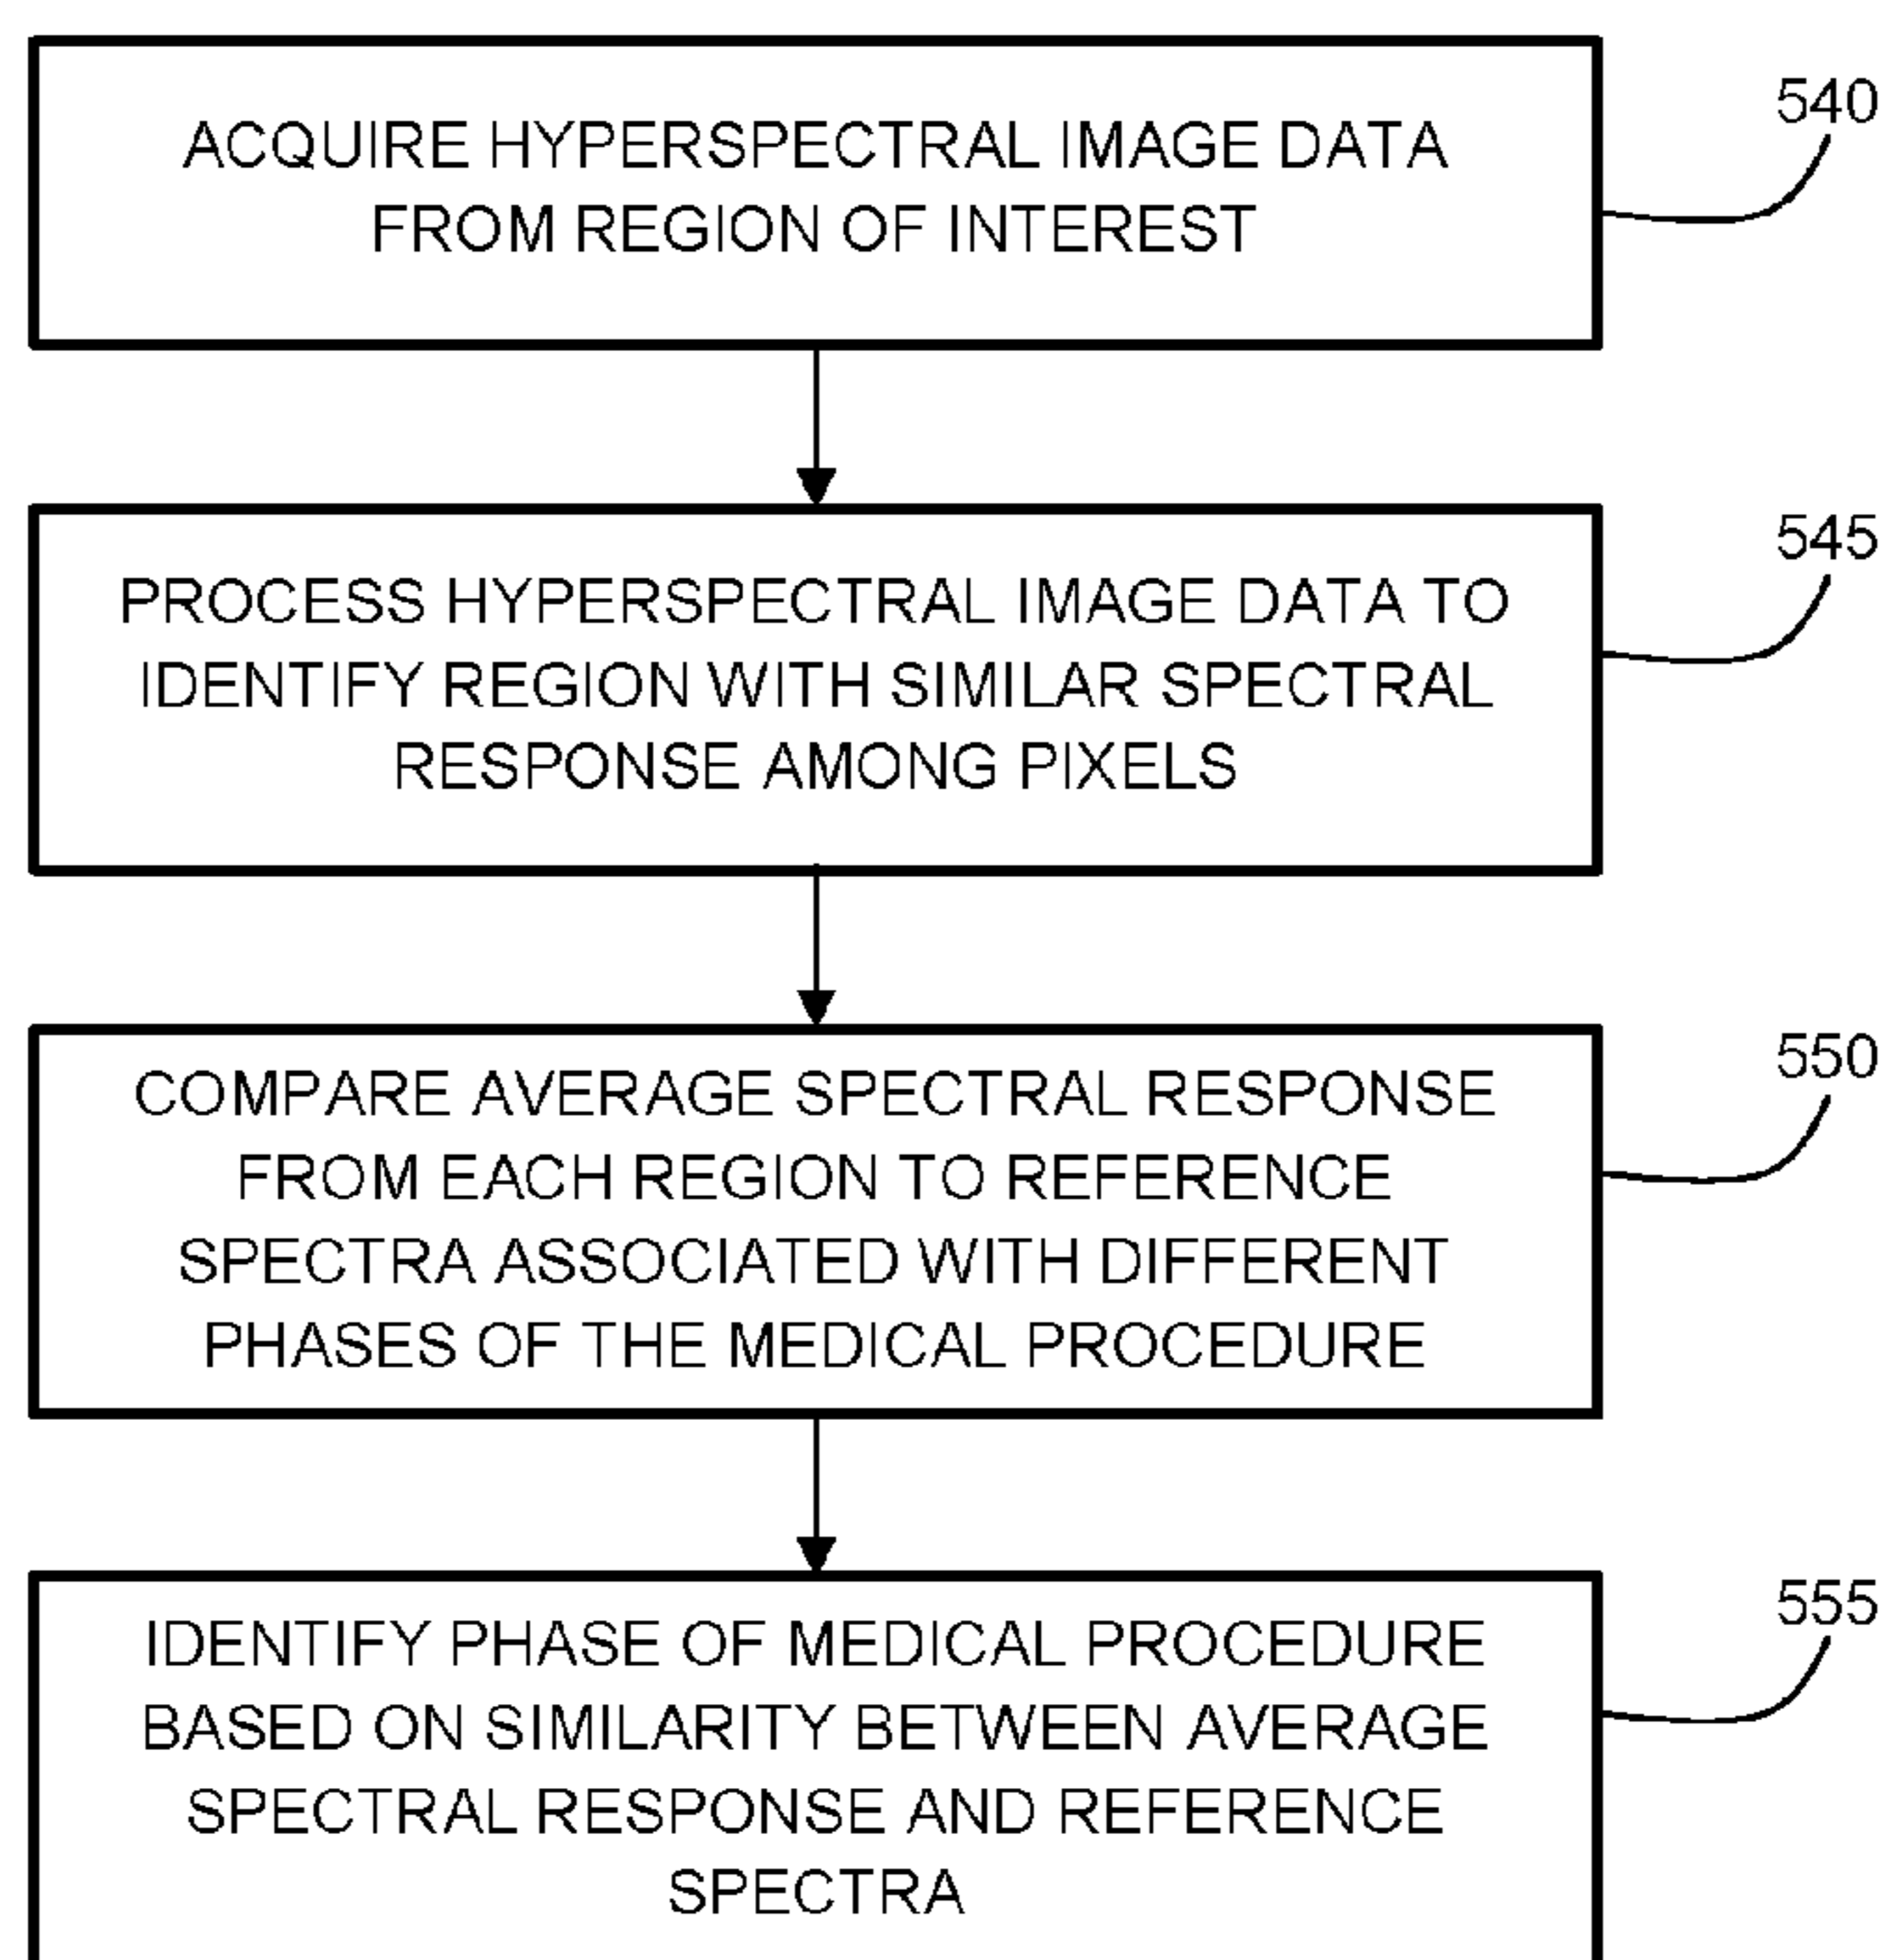 540
ACQUIRE HYPERSPECTRAL IMAGE DATA
FROM REGION OF INTEREST
545
PROCESS HYPERSPECTRAL IMAGE DATA TO
IDENTIFY REGION WITH SIMILAR SPECTRAL
RESPONSE AMONG PIXELS
550
COMPARE AVERAGE SPECTRAL RESPONSE
FROM EACH REGION TO REFERENCE
SPECTRA ASSOCIATED WITH DIFFERENT
PHASES OF THE MEDICAL PROCEDURE
555
IDENTIFY PHASE OF MEDICAL PROCEDURE
BASED ON SIMILARITY BETWEEN AVERAGE
SPECTRAL RESPONSE AND REFERENCE
SPECTRA